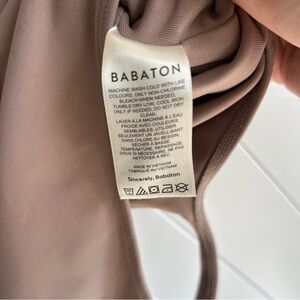 BABATON
MACHINE WASH COLD WITH LIKE
COLOURS, ONLY NON-CHLORINE
BLEACH WHEN NEEDED.
TUMBLE DRY LOW, COOL IRON
ONLY IF NEEDED, DO NOT DRY
CLEAN.
LAVER À LA MACHINE À L'EAU
FROIDE AVEC COULEURS
SEMBLABLES, UTILISER
SEULEMENT UN JAVELLISANT
SANS CHLORE AU BESOIN.
SÉCHER À BASSE
TEMPÉRATURE. REPASSAGE
DOUX SI NÉCESSAIRE. NE PAS
NETTOYER À SEC.
MADE IN VIETNAM
FABRIQUÉ AU VIETNAM
Sincerely, Babaton